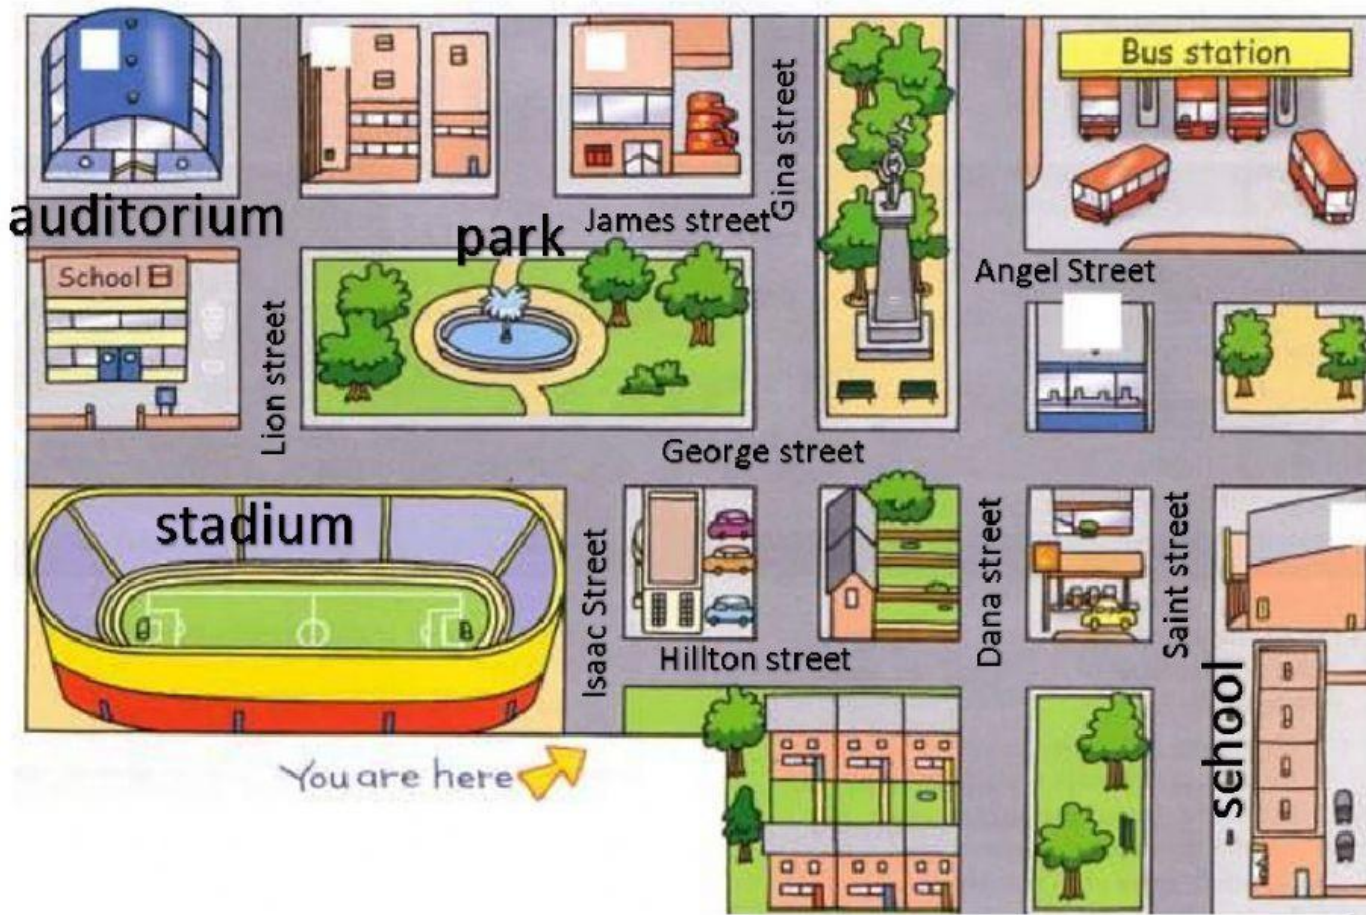 Bus station
Gina street
auditorium
James street
park
Angel Street
School
Lion street
George street
stadium
Isaac Street
Dana street
Saint street
Hillton street
- school
You are here